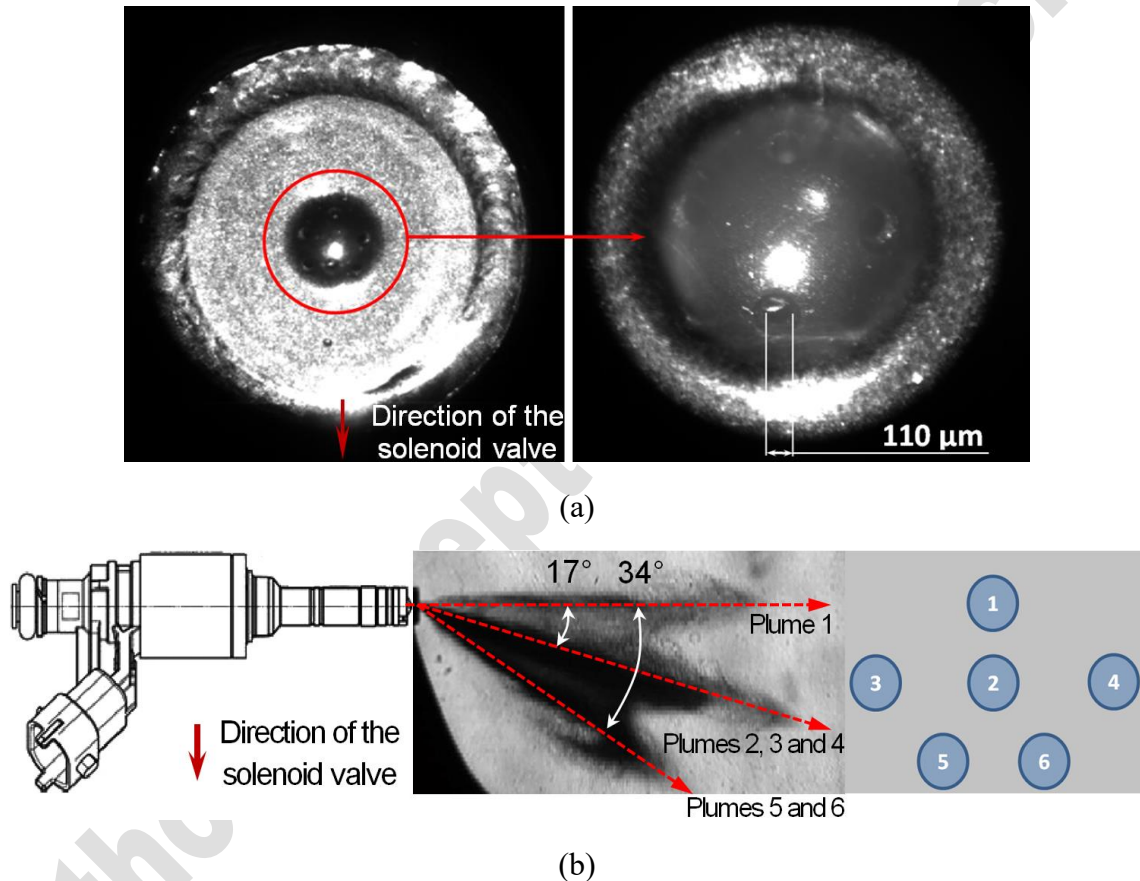 Direction of the
solenoid valve
110 μm
(a)
17°
34°
Plume 1
1
3
2
4
Direction of the
solenoid valve
Plumes 2, 3 and 4
5
6
Plumes 5 and 6
(b)